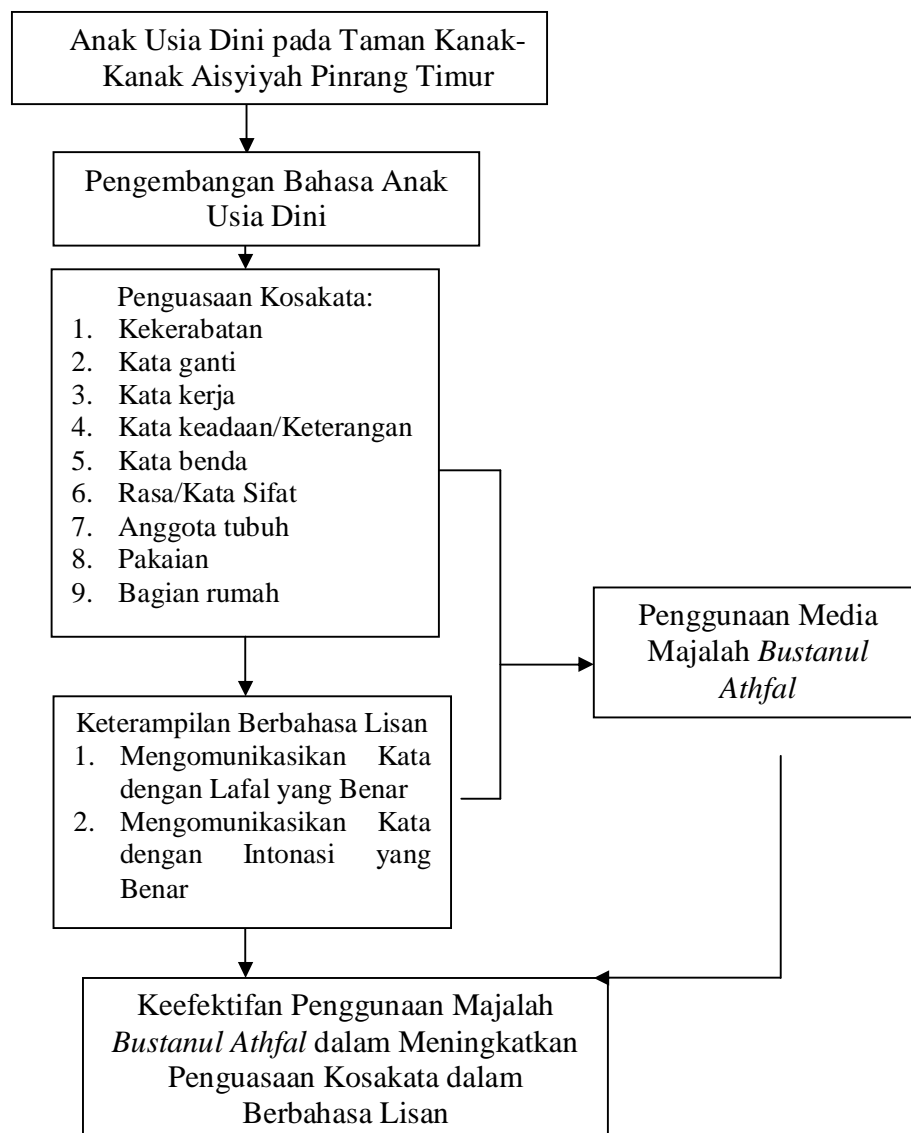 Anak Usia Dini pada Taman Kanak-
Kanak Aisyiyah Pinrang Timur
Pengembangan Bahasa Anak
Usia Dini
Penguasaan Kosakata:
1. Kekerabatan
2. Kata ganti
3. Kata kerja
4. Kata keadaan/Keterangan
5. Kata benda
6. Rasa/Kata Sifat
7. Anggota tubuh
8. Pakaian
9. Bagian rumah
Penggunaan Media
Majalah Bustanul
Athfal
Keterampilan Berbahasa Lisan
1. Mengomunikasikan Kata
dengan Lafal yang Benar
2. Mengomunikasikan Kata
dengan Intonasi yang
Benar
Keefektifan Penggunaan Majalah
Bustanul Athfal dalam Meningkatkan
Penguasaan Kosakata dalam
Berbahasa Lisan